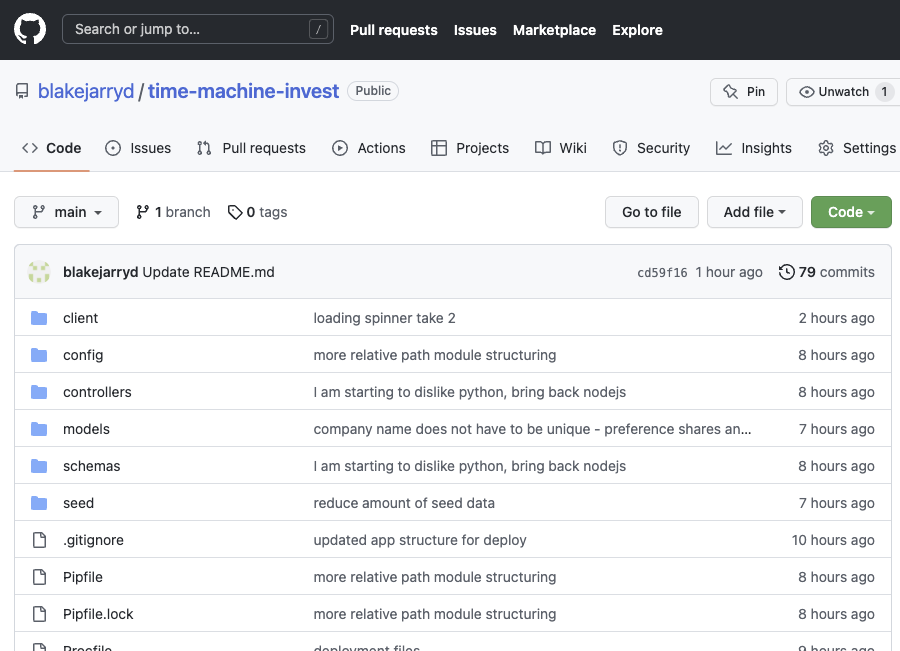 Search or jump to... /
Pull requests Issues Marketplace Explore
blakejarryd / time-machine-invest Public
Pin Unwatch 1
Code Issues Pull requests Actions Projects Wiki Security Insights Settings
main 1 branch 0 tags Go to file Add file Code
blakejarryd Update README.md cd59f16 1 hour ago 79 commits
client loading spinner take 2 2 hours ago
config more relative path module structuring 8 hours ago
controllers I am starting to dislike python, bring back nodejs 8 hours ago
models company name does not have to be unique - preference shares an... 7 hours ago
schemas I am starting to dislike python, bring back nodejs 8 hours ago
seed reduce amount of seed data 7 hours ago
.gitignore updated app structure for deploy 10 hours ago
Pipfile more relative path module structuring 8 hours ago
Pipfile.lock more relative path module structuring 8 hours ago
Procfile deployment files 9 hours ago